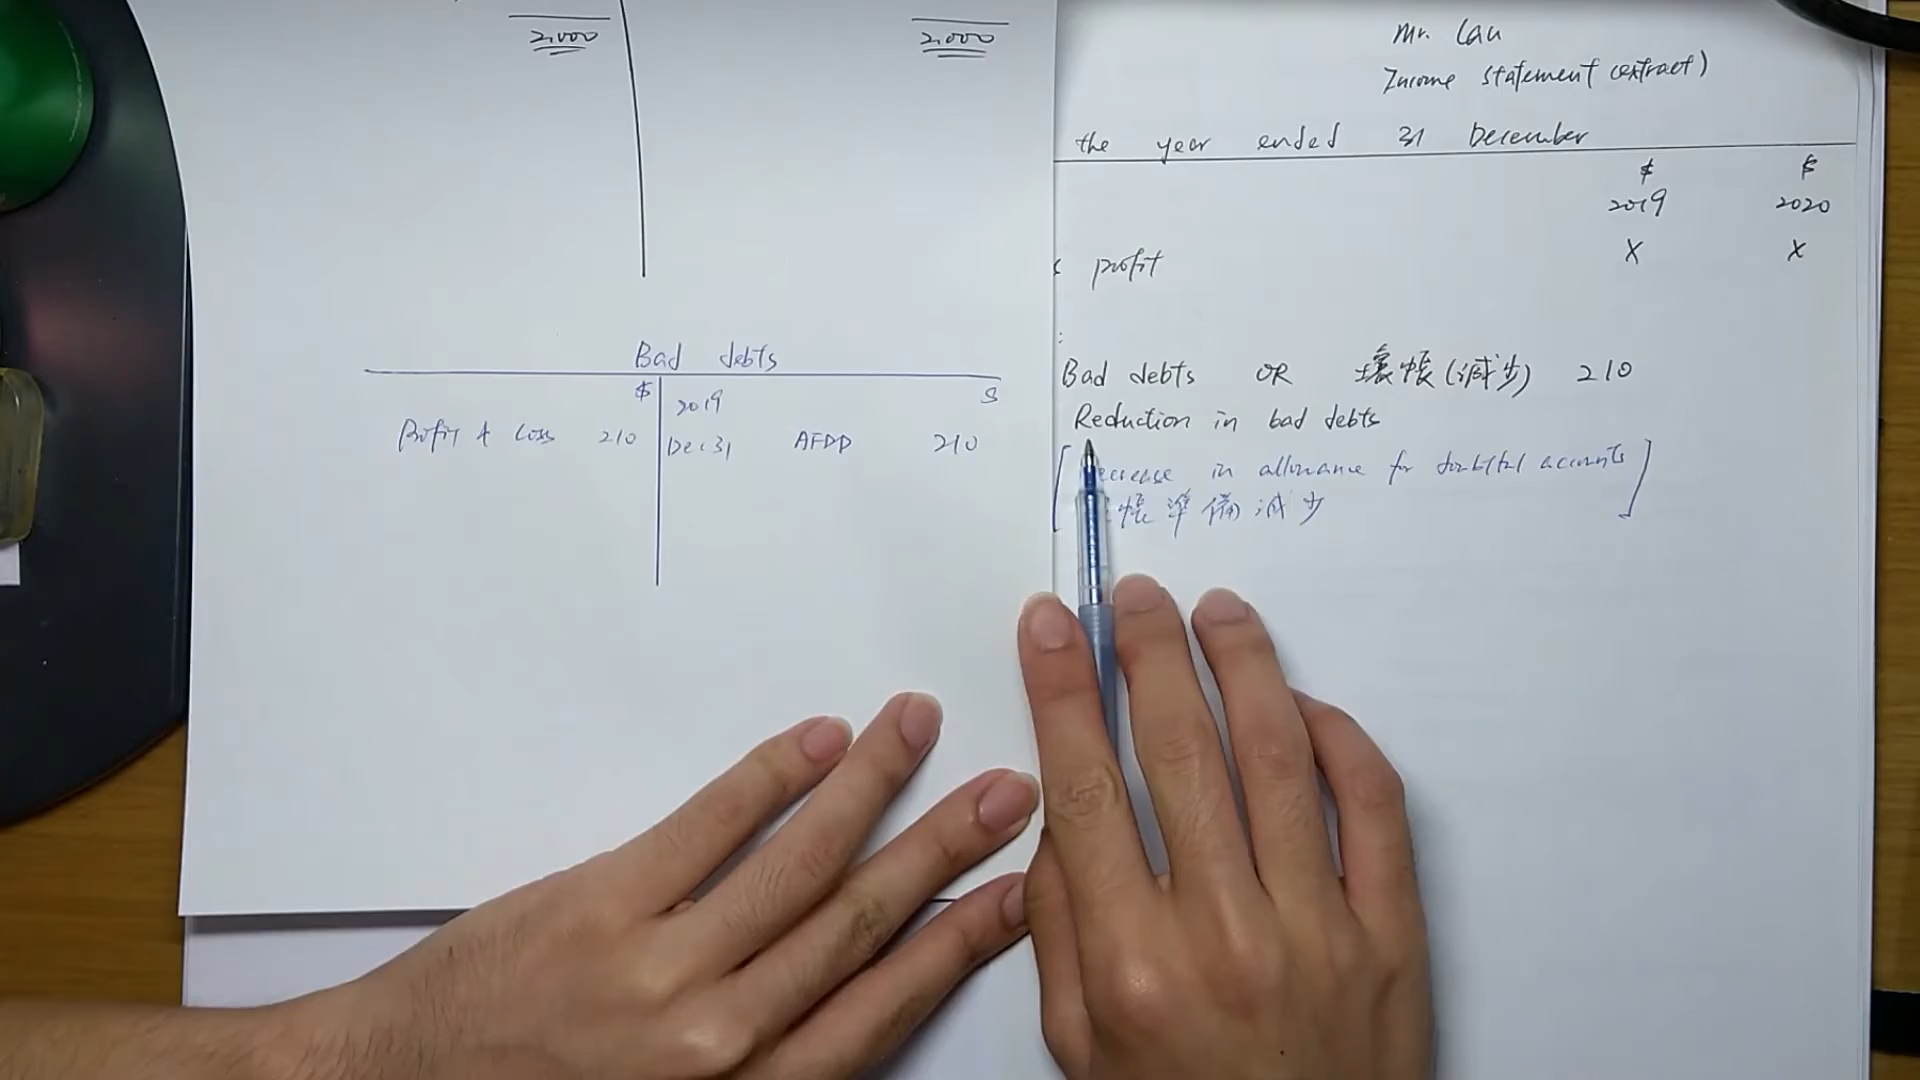 2,000 2,000
Bad debts
$ 2019 $
Profit & Loss 210 Dec 31 AFDD 210
Mr. Lau
Income statement (extract)
the year ended 31 December
$ $
2019 2020
profit X X
:
Bad debts OR 壞帳(減少) 210
Reduction in bad debts
[ecrease in allowance for doubtful accounts]
帳準備減少